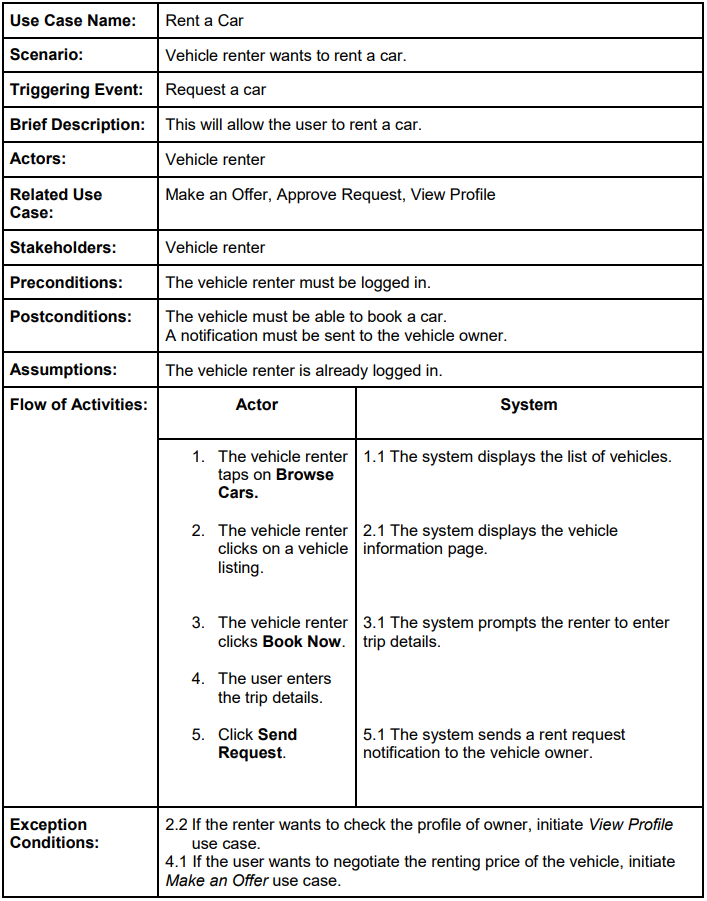 Use Case Name: Rent a Car
Scenario: Vehicle renter wants to rent a car.
Triggering Event: Request a car
Brief Description: This will allow the user to rent a car.
Actors: Vehicle renter
Related Use
Case:
Make an Offer, Approve Request, View Profile
Stakeholders: Vehicle renter
Preconditions: The vehicle renter must be logged in.
Postconditions: The vehicle must be able to book a car.
A notification must be sent to the vehicle owner.
Assumptions: The vehicle renter is already logged in.
Flow of Activities: Actor System
1. The vehicle renter
taps on Browse
Cars.
1.1 The system displays the list of vehicles.
2. The vehicle renter
clicks on a vehicle
listing.
2.1 The system displays the vehicle
information page.
3. The vehicle renter
clicks Book Now.
3.1 The system prompts the renter to enter
trip details.
4. The user enters
the trip details.
5. Click Send
Request.
5.1 The system sends a rent request
notification to the vehicle owner.
Exception
Conditions:
2.2 If the renter wants to check the profile of owner, initiate View Profile
use case.
4.1 If the user wants to negotiate the renting price of the vehicle, initiate
Make an Offer use case.